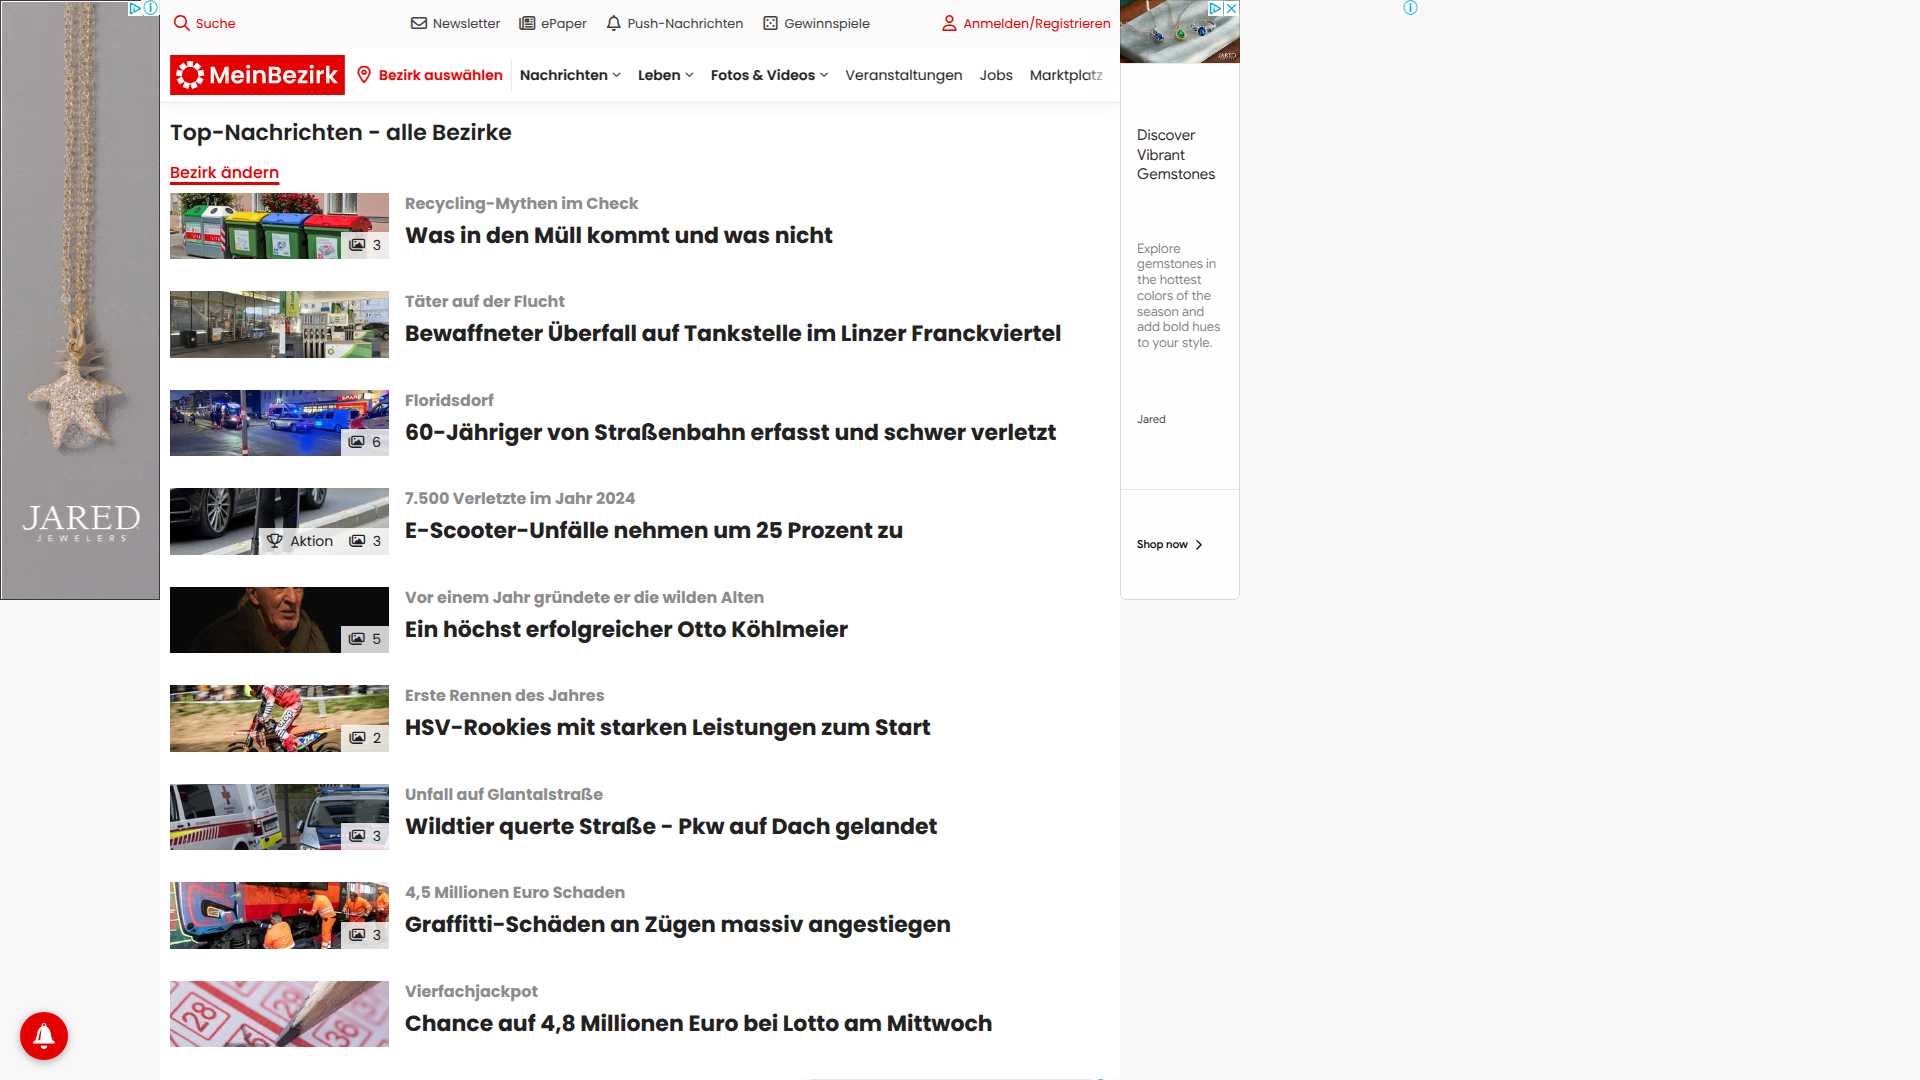 Suche
Newsletter
ePaper
Push-Nachrichten
Gewinnspiele
Anmelden/Registrieren
MeinBezirk
Bezirk auswählen
Nachrichten
Leben
Fotos & Videos
Veranstaltungen
Jobs
Marktplatz
Top-Nachrichten - alle Bezirke
Bezirk ändern
Recycling-Mythen im Check
Was in den Müll kommt und was nicht
3
Täter auf der Flucht
Bewaffneter Überfall auf Tankstelle im Linzer Franckviertel
Floridsdorf
60-Jähriger von Straßenbahn erfasst und schwer verletzt
6
7.500 Verletzte im Jahr 2024
E-Scooter-Unfälle nehmen um 25 Prozent zu
Aktion 3
Vor einem Jahr gründete er die wilden Alten
Ein höchst erfolgreicher Otto Köhlmeier
5
Erste Rennen des Jahres
HSV-Rookies mit starken Leistungen zum Start
2
Unfall auf Glantalstraße
Wildtier querte Straße - Pkw auf Dach gelandet
3
4,5 Millionen Euro Schaden
Graffitti-Schäden an Zügen massiv angestiegen
3
Vierfachjackpot
Chance auf 4,8 Millionen Euro bei Lotto am Mittwoch
28
29
36
JARED
JEWELERS
JARED
Discover
Vibrant
Gemstones
Explore
gemstones in
the hottest
colors of the
season and
add bold hues
to your style.
Jared
Shop now